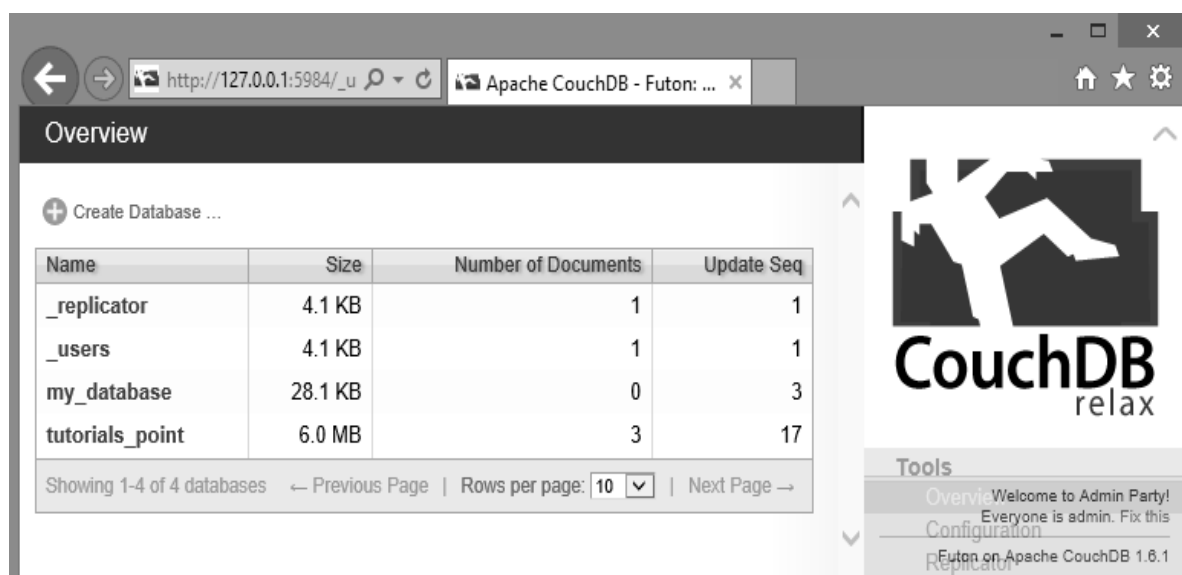 http://127.0.0.1:5984/_u
Apache CouchDB - Futon: ...
Overview
Create Database ...
Name Size Number of Documents Update Seq
_replicator 4.1 KB 1 1
_users 4.1 KB 1 1
my_database 28.1 KB 0 3
tutorials_point 6.0 MB 3 17
Showing 1-4 of 4 databases ← Previous Page | Rows per page: 10 | Next Page →
CouchDB
relax
Tools
Overview
Welcome to Admin Party!
Everyone is admin. Fix this
Configuration
Replicator
Futon on Apache CouchDB 1.6.1